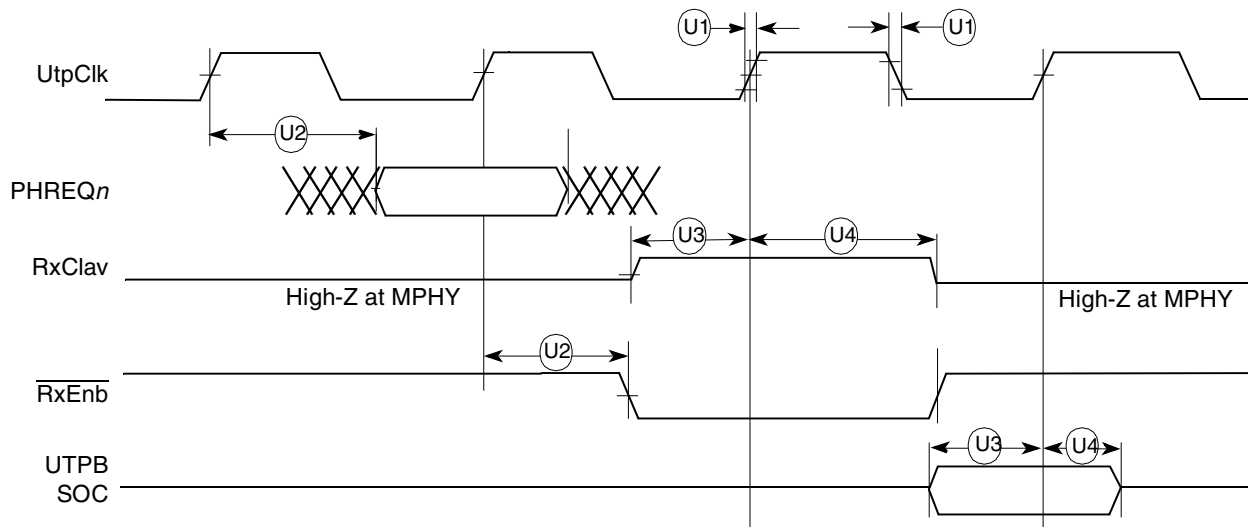 U1
U1
UtpClk
U2
PHREQn
U3
U4
RxClav
High-Z at MPHY
High-Z at MPHY
U2
RxEnb
U3
U4
UTPB
SOC